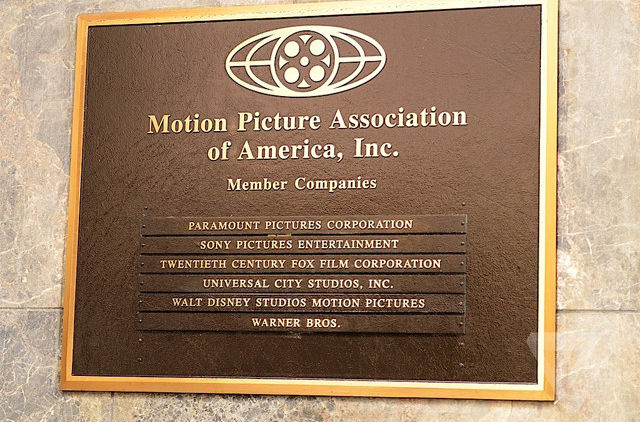 Motion Picture Association
of America, Inc.
Member Companies
PARAMOUNT PICTURES CORPORATION
SONY PICTURES ENTERTAINMENT
TWENTIETH CENTURY FOX FILM CORPORATION
UNIVERSAL CITY STUDIOS, INC.
WALT DISNEY STUDIOS MOTION PICTURES
WARNER BROS.